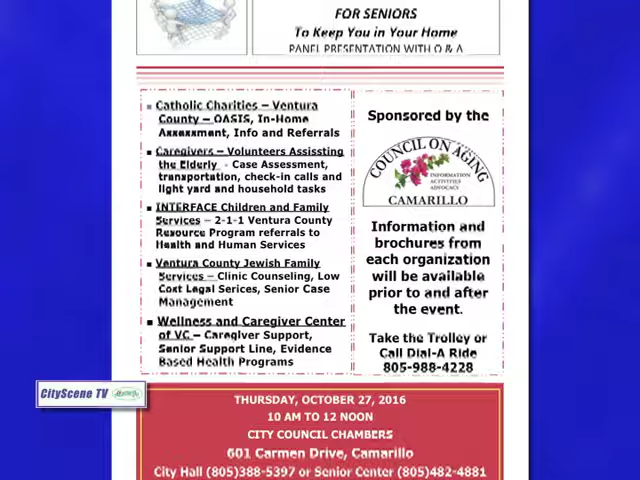 FOR SENIORS
To Keep You in Your Home
PANEL PRESENTATION WITH Q & A
Catholic Charities – Ventura
County – OASIS, In-Home
Assessment, Info and Referrals
Caregivers – Volunteers Assissting
the Elderly - Case Assessment,
transportation, check-in calls and
light yard and household tasks
INTERFACE Children and Family
Services – 2-1-1 Ventura County
Resource Program referrals to
Health and Human Services
Ventura County Jewish Family
Services – Clinic Counseling, Low
Cost Legal Serices, Senior Case
Management
Wellness and Caregiver Center
of VC – Caregiver Support,
Senior Support Line, Evidence
Based Health Programs
Sponsored by the
COUNCIL ON AGING
INFORMATION
ACTIVITIES
ADVOCACY
CAMARILLO
Information and
brochures from
each organization
will be available
prior to and after
the event.
Take the Trolley or
Call Dial-A Ride
805-988-4228
CityScene TV
THURSDAY, OCTOBER 27, 2016
10 AM TO 12 NOON
CITY COUNCIL CHAMBERS
601 Carmen Drive, Camarillo
City Hall (805)388-5397 or Senior Center (805)482-4881